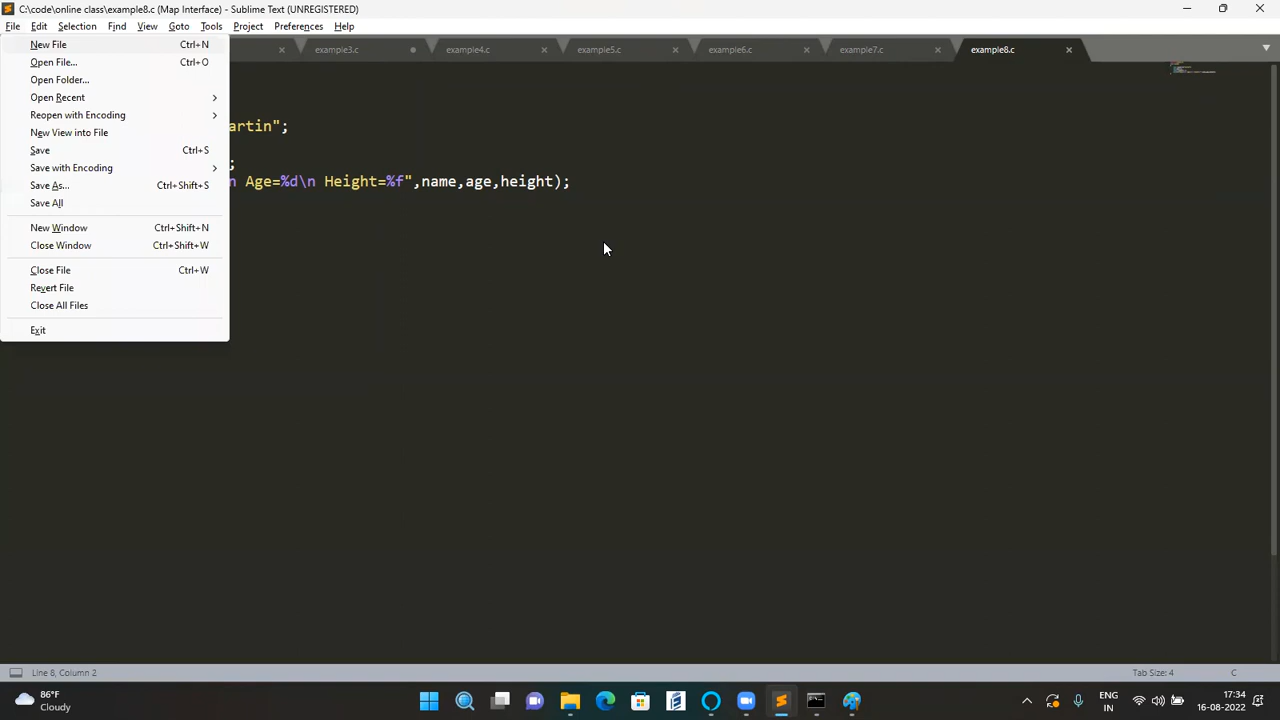 C:\code\online class\example8.c (Map Interface) - Sublime Text (UNREGISTERED)
File Edit Selection Find View Goto Tools Project Preferences Help
example3.c example4.c example5.c example6.c example7.c example8.c
New File Ctrl+N
Open File... Ctrl+O
Open Folder...
Open Recent
Reopen with Encoding
New View into File
Save Ctrl+S
Save with Encoding
Save As... Ctrl+Shift+S
Save All
New Window Ctrl+Shift+N
Close Window Ctrl+Shift+W
Close File Ctrl+W
Revert File
Close All Files
Exit
artin";
;
n Age=%d\n Height=%f",name,age,height);
Line 8, Column 2 Tab Size: 4 C
86°F
Cloudy
ENG
IN
17:34
16-08-2022